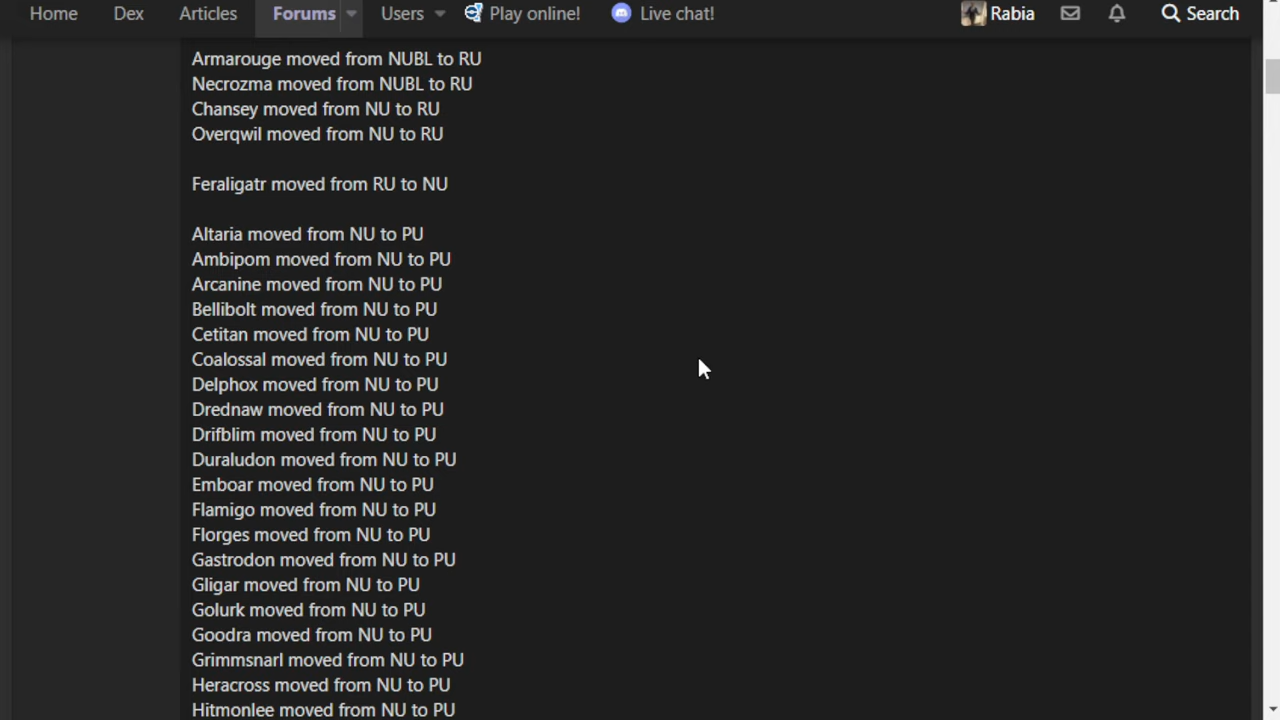 Home Dex Articles Forums Users Play online! Live chat! Rabia Search
Armarouge moved from NUBL to RU
Necrozma moved from NUBL to RU
Chansey moved from NU to RU
Overqwil moved from NU to RU
Feraligatr moved from RU to NU
Altaria moved from NU to PU
Ambipom moved from NU to PU
Arcanine moved from NU to PU
Bellibolt moved from NU to PU
Cetitan moved from NU to PU
Coalossal moved from NU to PU
Delphox moved from NU to PU
Drednaw moved from NU to PU
Drifblim moved from NU to PU
Duraludon moved from NU to PU
Emboar moved from NU to PU
Flamigo moved from NU to PU
Florges moved from NU to PU
Gastrodon moved from NU to PU
Gligar moved from NU to PU
Golurk moved from NU to PU
Goodra moved from NU to PU
Grimmsnarl moved from NU to PU
Heracross moved from NU to PU
Hitmonlee moved from NU to PU